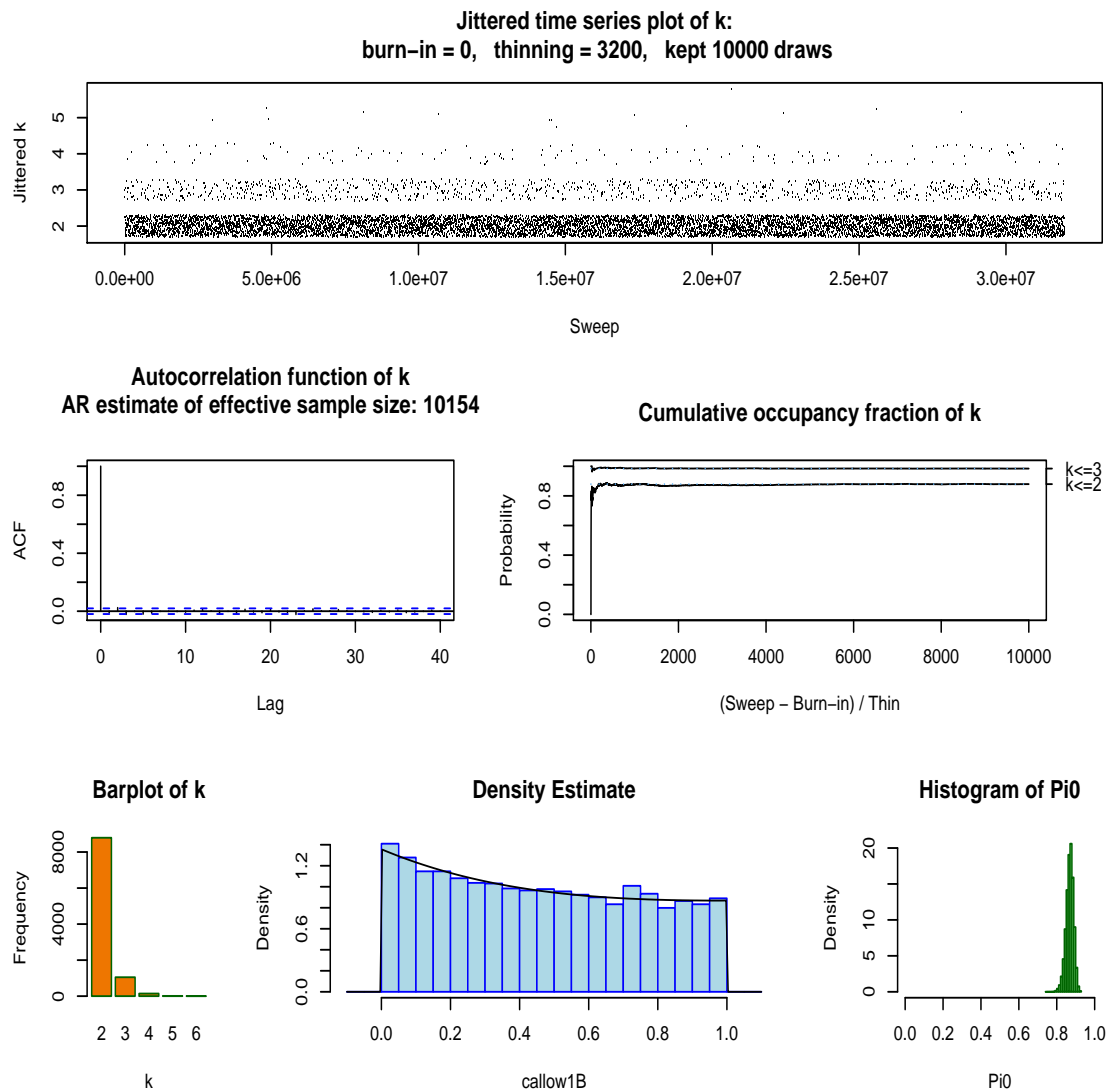 Jittered time series plot of k:
burn−in = 0,   thinning = 3200,   kept 10000 draws
Jittered k
5
4
3
2
0.0e+00 5.0e+06 1.0e+07 1.5e+07 2.0e+07 2.5e+07 3.0e+07
Sweep
Autocorrelation function of k
AR estimate of effective sample size: 10154
ACF
0.8
0.4
0.0
0 10 20 30 40
Lag
Cumulative occupancy fraction of k
Probability
0.8
0.4
0.0
k<=3
k<=2
0 2000 4000 6000 8000 10000
(Sweep − Burn−in) / Thin
Barplot of k
Frequency
8000
4000
0
2 3 4 5 6
k
Density Estimate
Density
1.2
0.6
0.0
0.0 0.2 0.4 0.6 0.8 1.0
callow1B
Histogram of Pi0
Density
20
15
10
5
0
0.0 0.2 0.4 0.6 0.8 1.0
Pi0